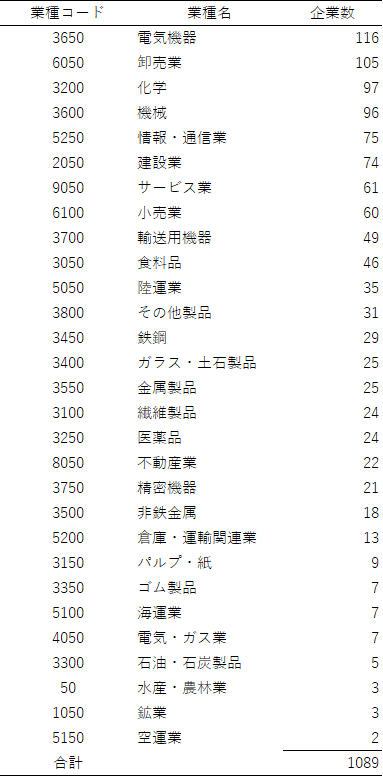 業種コード 業種名 企業数
3650 電気機器 116
6050 卸売業 105
3200 化学 97
3600 機械 96
5250 情報・通信業 75
2050 建設業 74
9050 サービス業 61
6100 小売業 60
3700 輸送用機器 49
3050 食料品 46
5050 陸運業 35
3800 その他製品 31
3450 鉄鋼 29
3400 ガラス・土石製品 25
3550 金属製品 25
3100 繊維製品 24
3250 医薬品 24
8050 不動産業 22
3750 精密機器 21
3500 非鉄金属 18
5200 倉庫・運輸関連業 13
3150 パルプ・紙 9
3350 ゴム製品 7
5100 海運業 7
4050 電気・ガス業 7
3300 石油・石炭製品 5
50 水産・農林業 3
1050 鉱業 3
5150 空運業 2
合計 1089